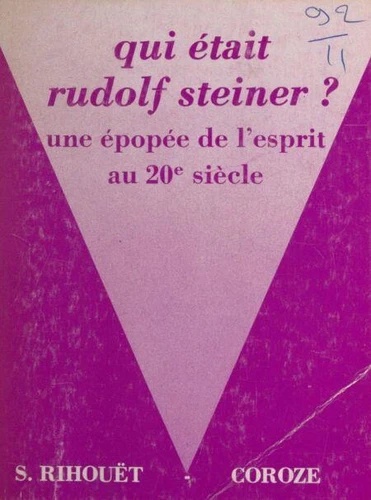 92
11
qui était
rudolf steiner ?
une épopée de l'esprit
au 20e siècle
S. RIHOUËT - COROZE